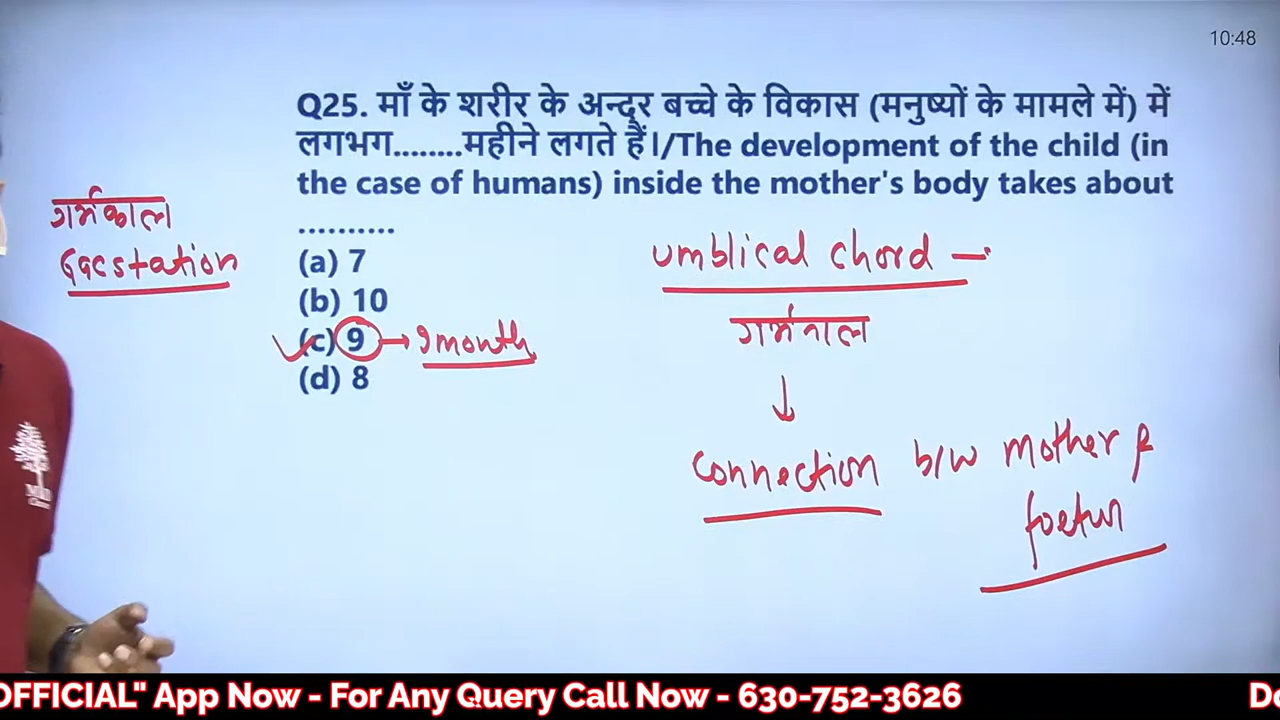 10:48
Q25. माँ के शरीर के अन्दर बच्चे के विकास (मनुष्यों के मामले में) में
लगभग........महीने लगते हैं।/The development of the child (in
the case of humans) inside the mother's body takes about
..........
(a) 7
(b) 10
(c) 9 → 9 month
(d) 8
गर्भकाल
Gaestation
umblical chord –
गर्भनाल
↓
connection b/w mother &
foetus
OFFICIAL" App Now - For Any Query Call Now - 630-752-3626
De